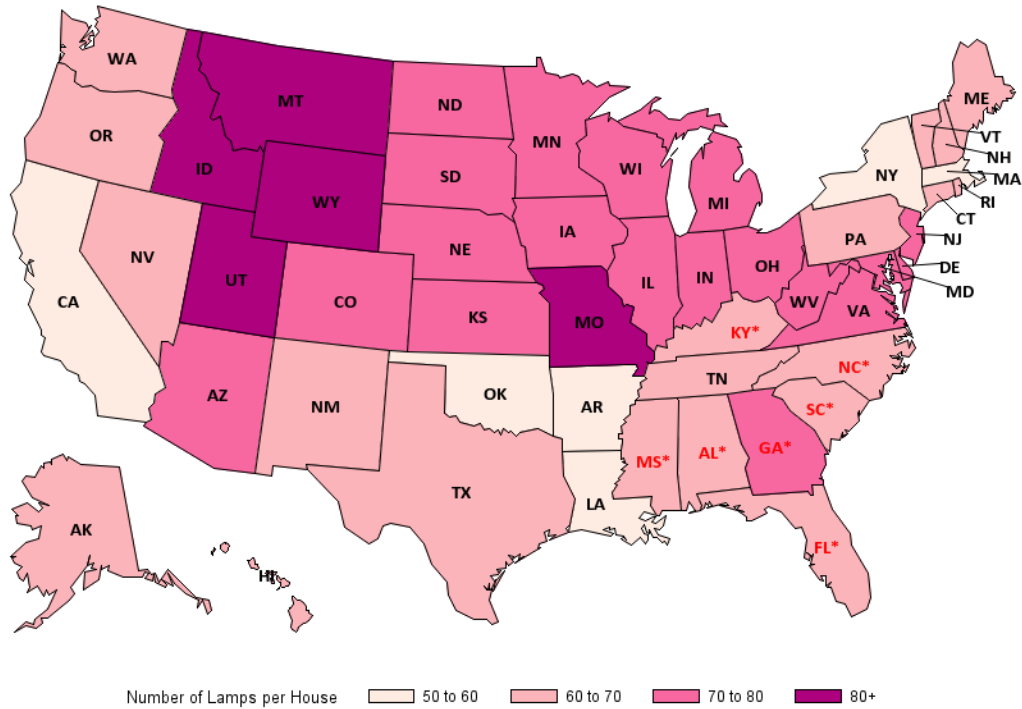 WA
MT
ND
ME
OR
MN
VT
ID
WI
NH
SD
NY
MA
WY
MI
RI
CT
IA
NE
PA
NJ
NV
OH
DE
UT
IL
IN
MD
CA
CO
WV
VA
KS
MO
KY*
NC*
TN
AZ
OK
AR
SC*
NM
GA*
AL*
MS*
TX
LA
AK
FL*
HI*
Number of Lamps per House
50 to 60
60 to 70
70 to 80
80+